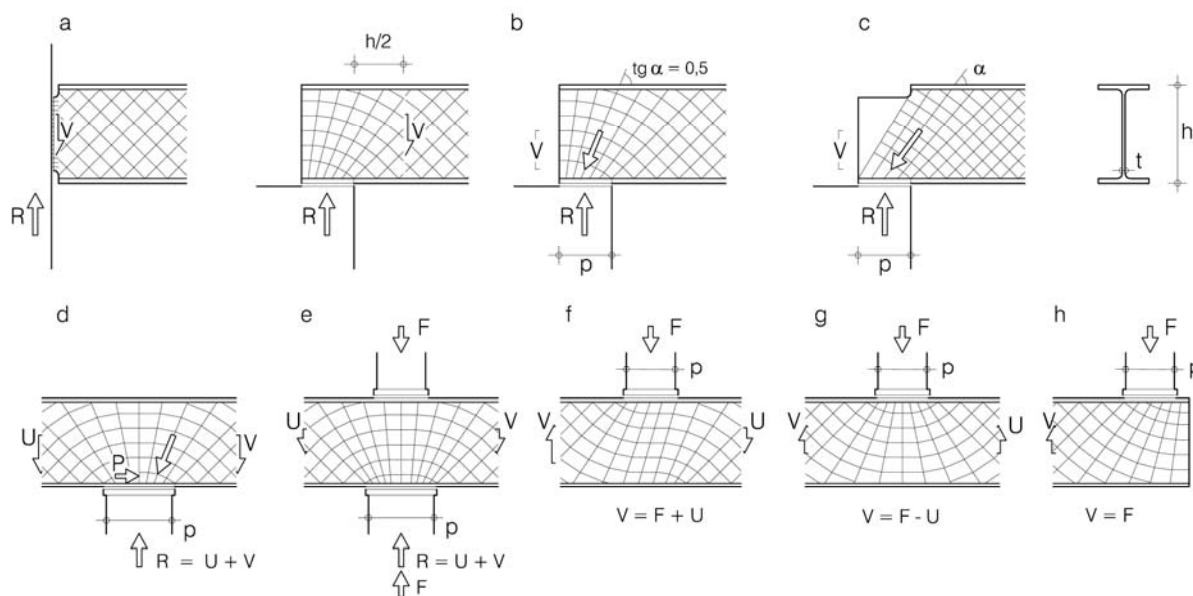 a
h/2
V
V
R
R
b
tg α = 0,5
V
R
p
c
α
V
R
p
h
t
d
U
V
P
p
R = U + V
e
F
U
V
p
R = U + V
F
f
F
p
V
U
V = F + U
g
F
p
V
U
V = F - U
h
F
p
V
V = F